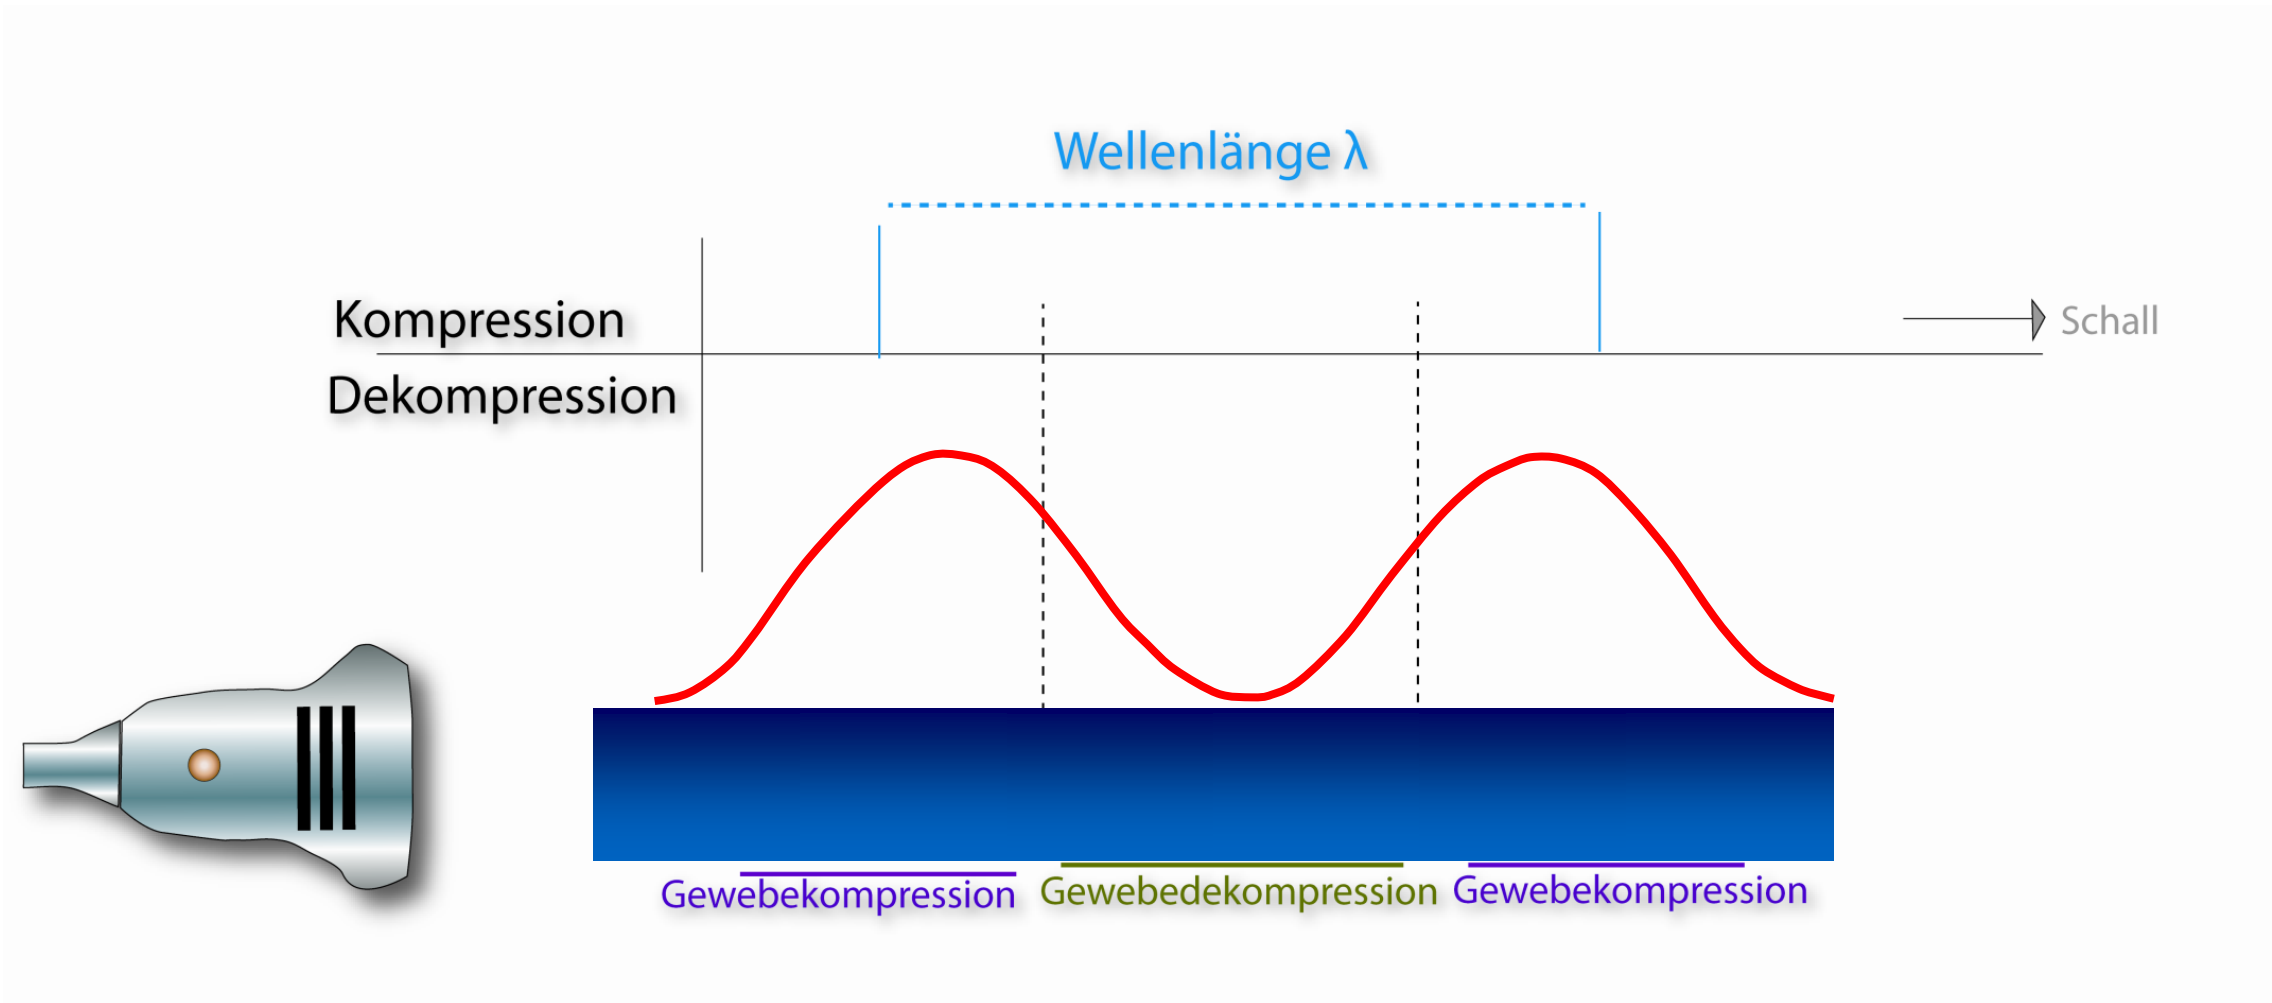 Wellenlänge λ
Kompression
Schall
Dekompression
Gewebekompression
Gewebedekompression
Gewebekompression